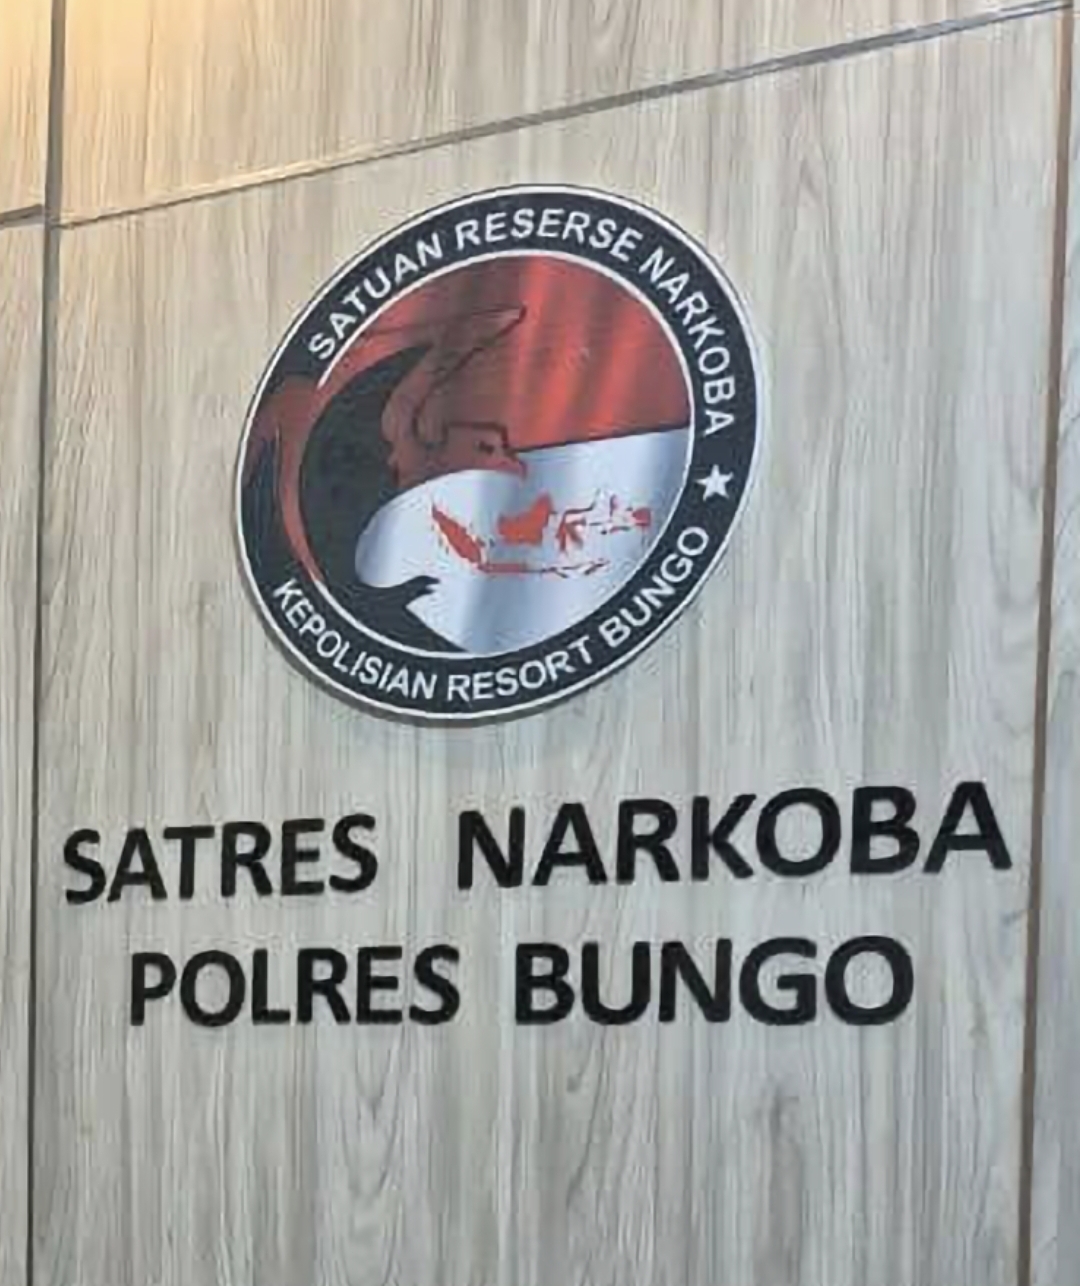 SATUAN RESERSE NARKOBA
KEPOLISIAN RESORT BUNGO
SATRES NARKOBA
POLRES BUNGO